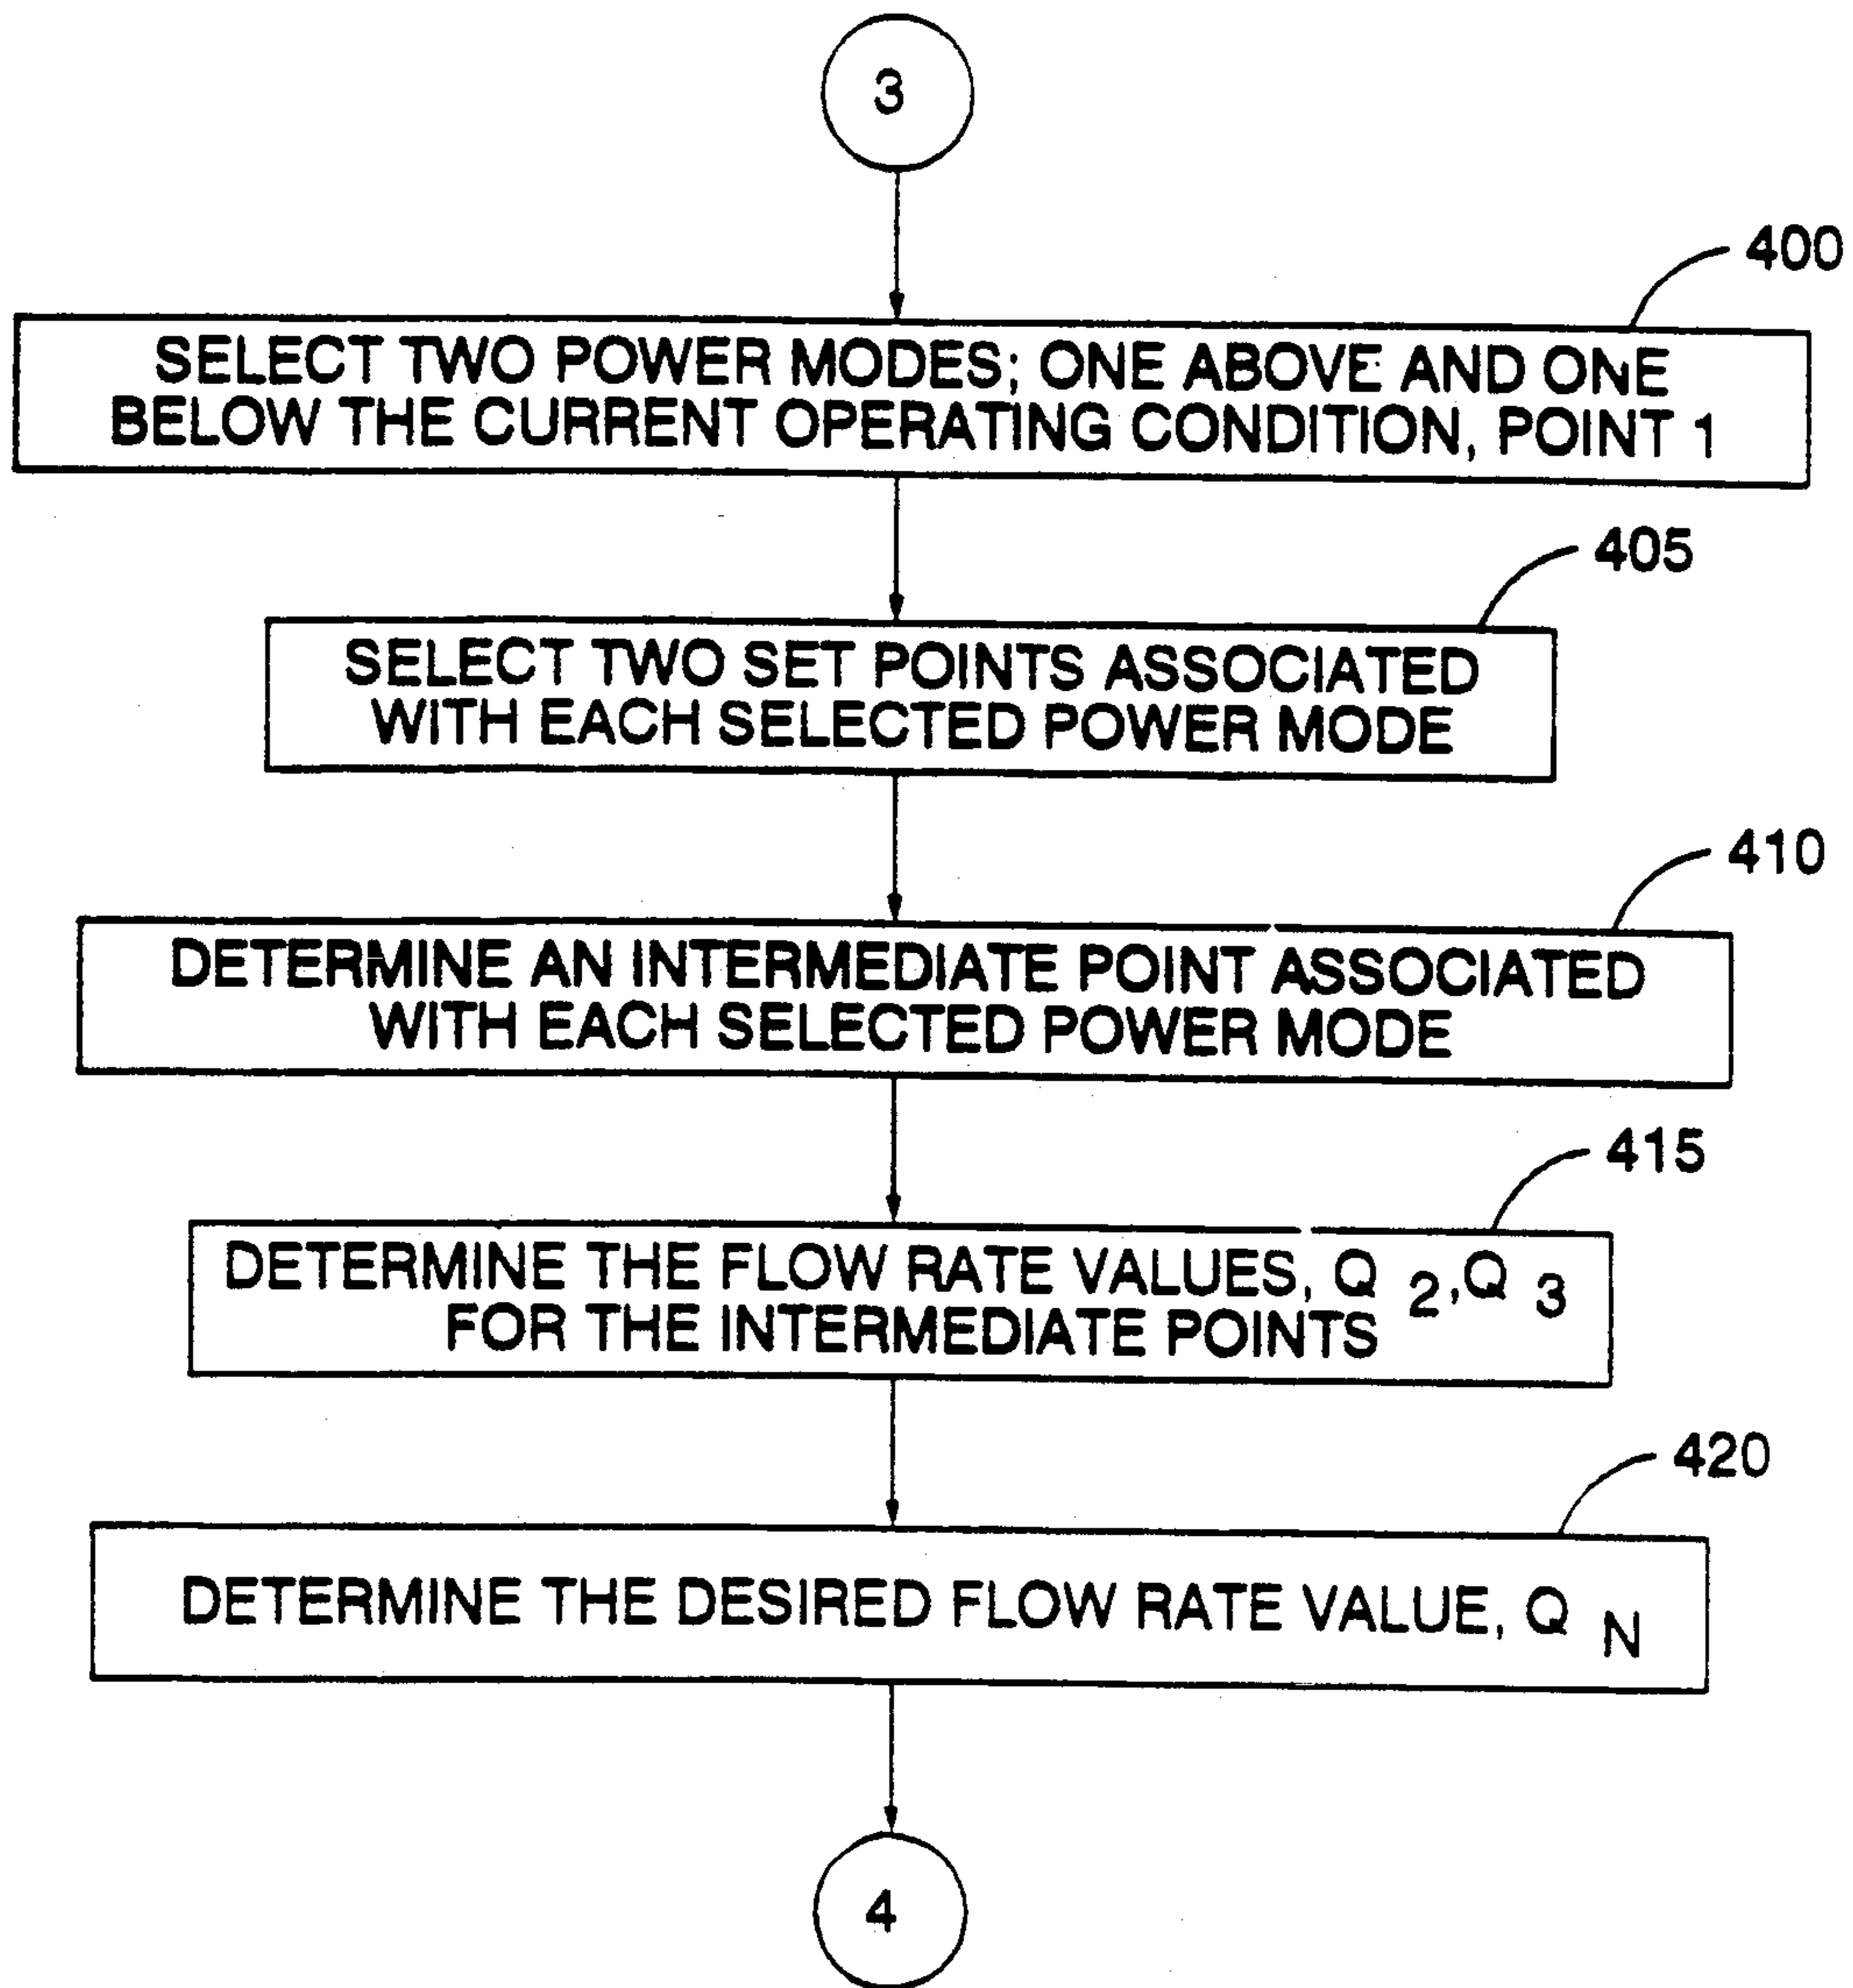 3
400
SELECT TWO POWER MODES; ONE ABOVE AND ONE
BELOW THE CURRENT OPERATING CONDITION, POINT 1
405
SELECT TWO SET POINTS ASSOCIATED
WITH EACH SELECTED POWER MODE
410
DETERMINE AN INTERMEDIATE POINT ASSOCIATED
WITH EACH SELECTED POWER MODE
415
DETERMINE THE FLOW RATE VALUES, Q 2,Q 3
FOR THE INTERMEDIATE POINTS
420
DETERMINE THE DESIRED FLOW RATE VALUE, Q N
4